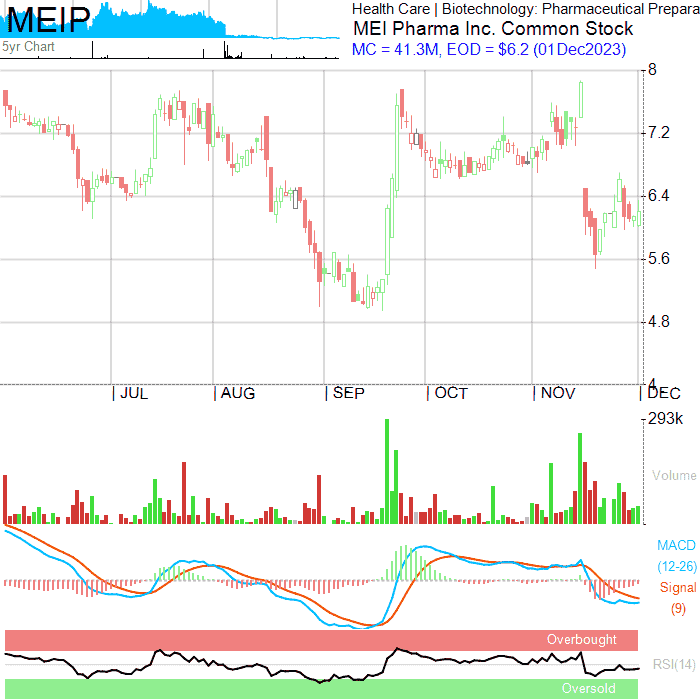 MEIP
Health Care | Biotechnology: Pharmaceutical Prepara
MEI Pharma Inc. Common Stock
5yr Chart
MC = 41.3M, EOD = $6.2 (01Dec2023)
8
7.2
6.4
5.6
4.8
4
| JUL | AUG | SEP | OCT | NOV | DEC
293k
Volume
MACD
(12-26)
Signal
(9)
Overbought
RSI(14)
Oversold